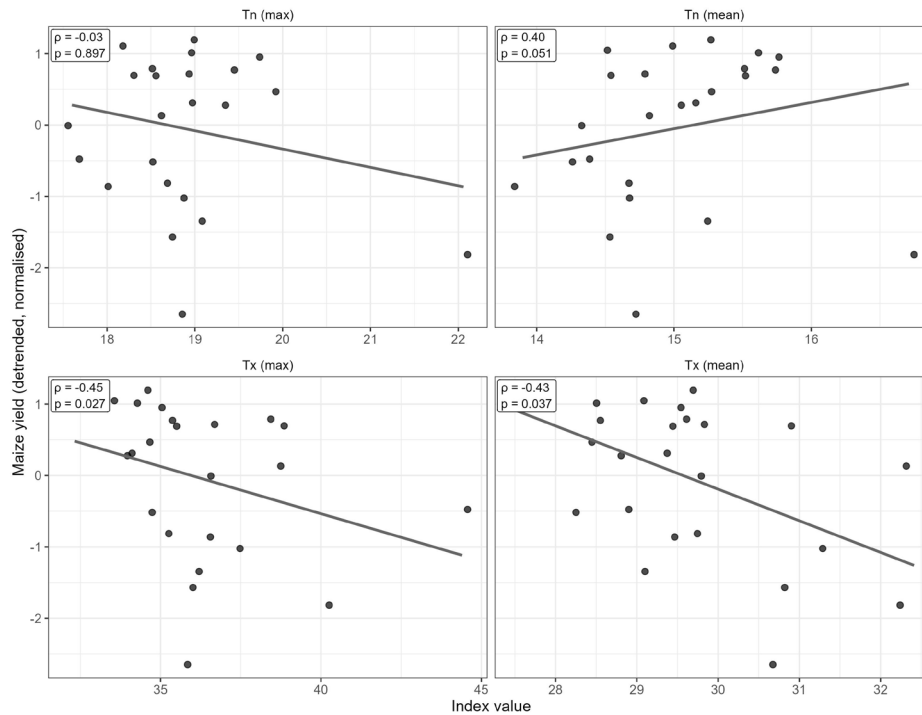 Tn (max)
Tn (mean)
ρ = -0.03
p = 0.897
ρ = 0.40
p = 0.051
1
0
-1
-2
18
19
20
21
22
14
15
16
Tx (max)
Tx (mean)
ρ = -0.45
p = 0.027
ρ = -0.43
p = 0.037
1
0
-1
-2
35
40
45
28
29
30
31
32
Maize yield (detrended, normalised)
Index value